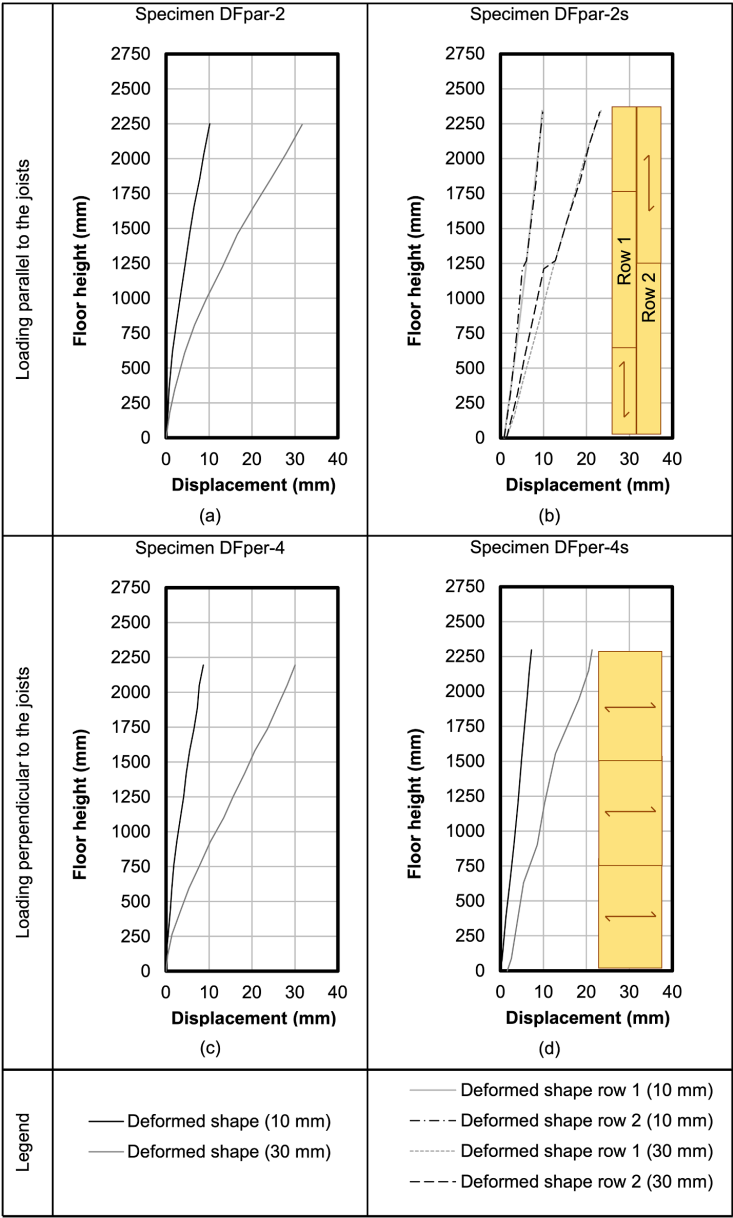 Loading parallel to the joists
Specimen DFpar-2
Floor height (mm)
2750
2500
2250
2000
1750
1500
1250
1000
750
500
250
0
0 10 20 30 40
Displacement (mm)
(a)
Specimen DFpar-2s
Floor height (mm)
2750
2500
2250
2000
1750
1500
1250
1000
750
500
250
0
Row 1
Row 2
0 10 20 30 40
Displacement (mm)
(b)
Loading perpendicular to the joists
Specimen DFper-4
Floor height (mm)
2750
2500
2250
2000
1750
1500
1250
1000
750
500
250
0
0 10 20 30 40
Displacement (mm)
(c)
Specimen DFper-4s
Floor height (mm)
2750
2500
2250
2000
1750
1500
1250
1000
750
500
250
0
0 10 20 30 40
Displacement (mm)
(d)
Legend
Deformed shape (10 mm)
Deformed shape (30 mm)
Deformed shape row 1 (10 mm)
Deformed shape row 2 (10 mm)
Deformed shape row 1 (30 mm)
Deformed shape row 2 (30 mm)